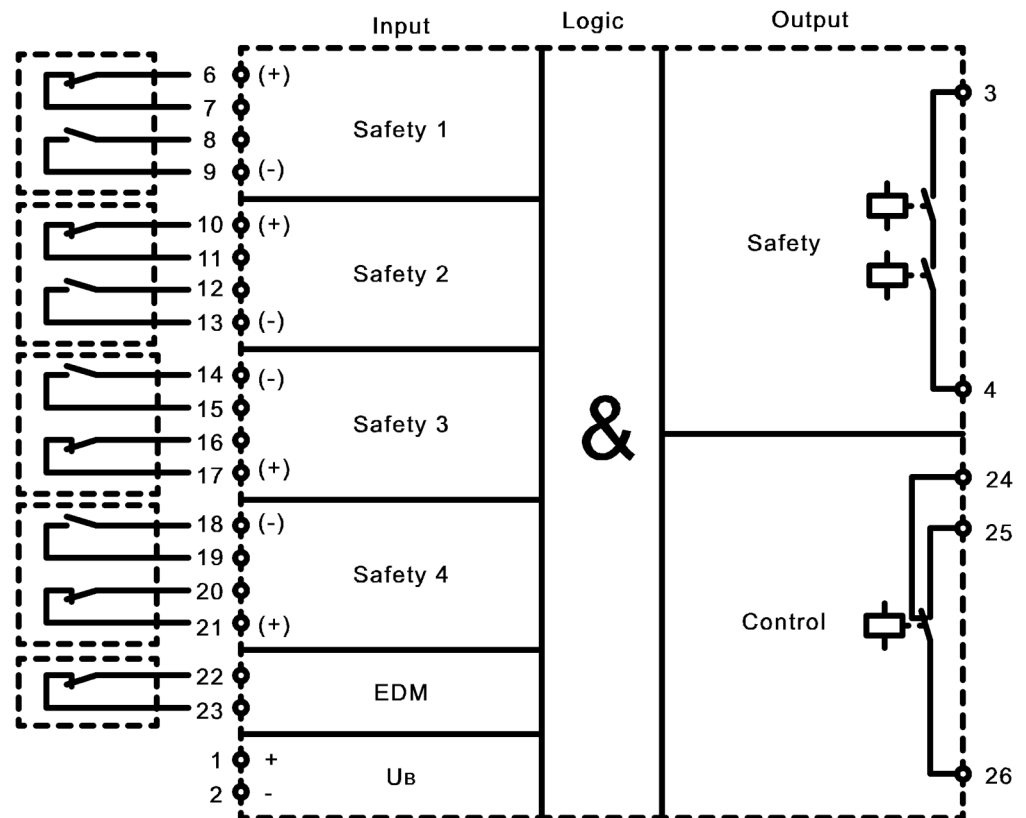 Input Logic Output
6 (+)
7
Safety 1
8
9 (-)
10 (+)
11
Safety 2
12
13 (-)
14 (-)
15
Safety 3
16
17 (+)
18 (-)
19
Safety 4
20
21 (+)
22
EDM
23
1 +
UB
2 -
&
3
Safety
4
24
25
Control
26